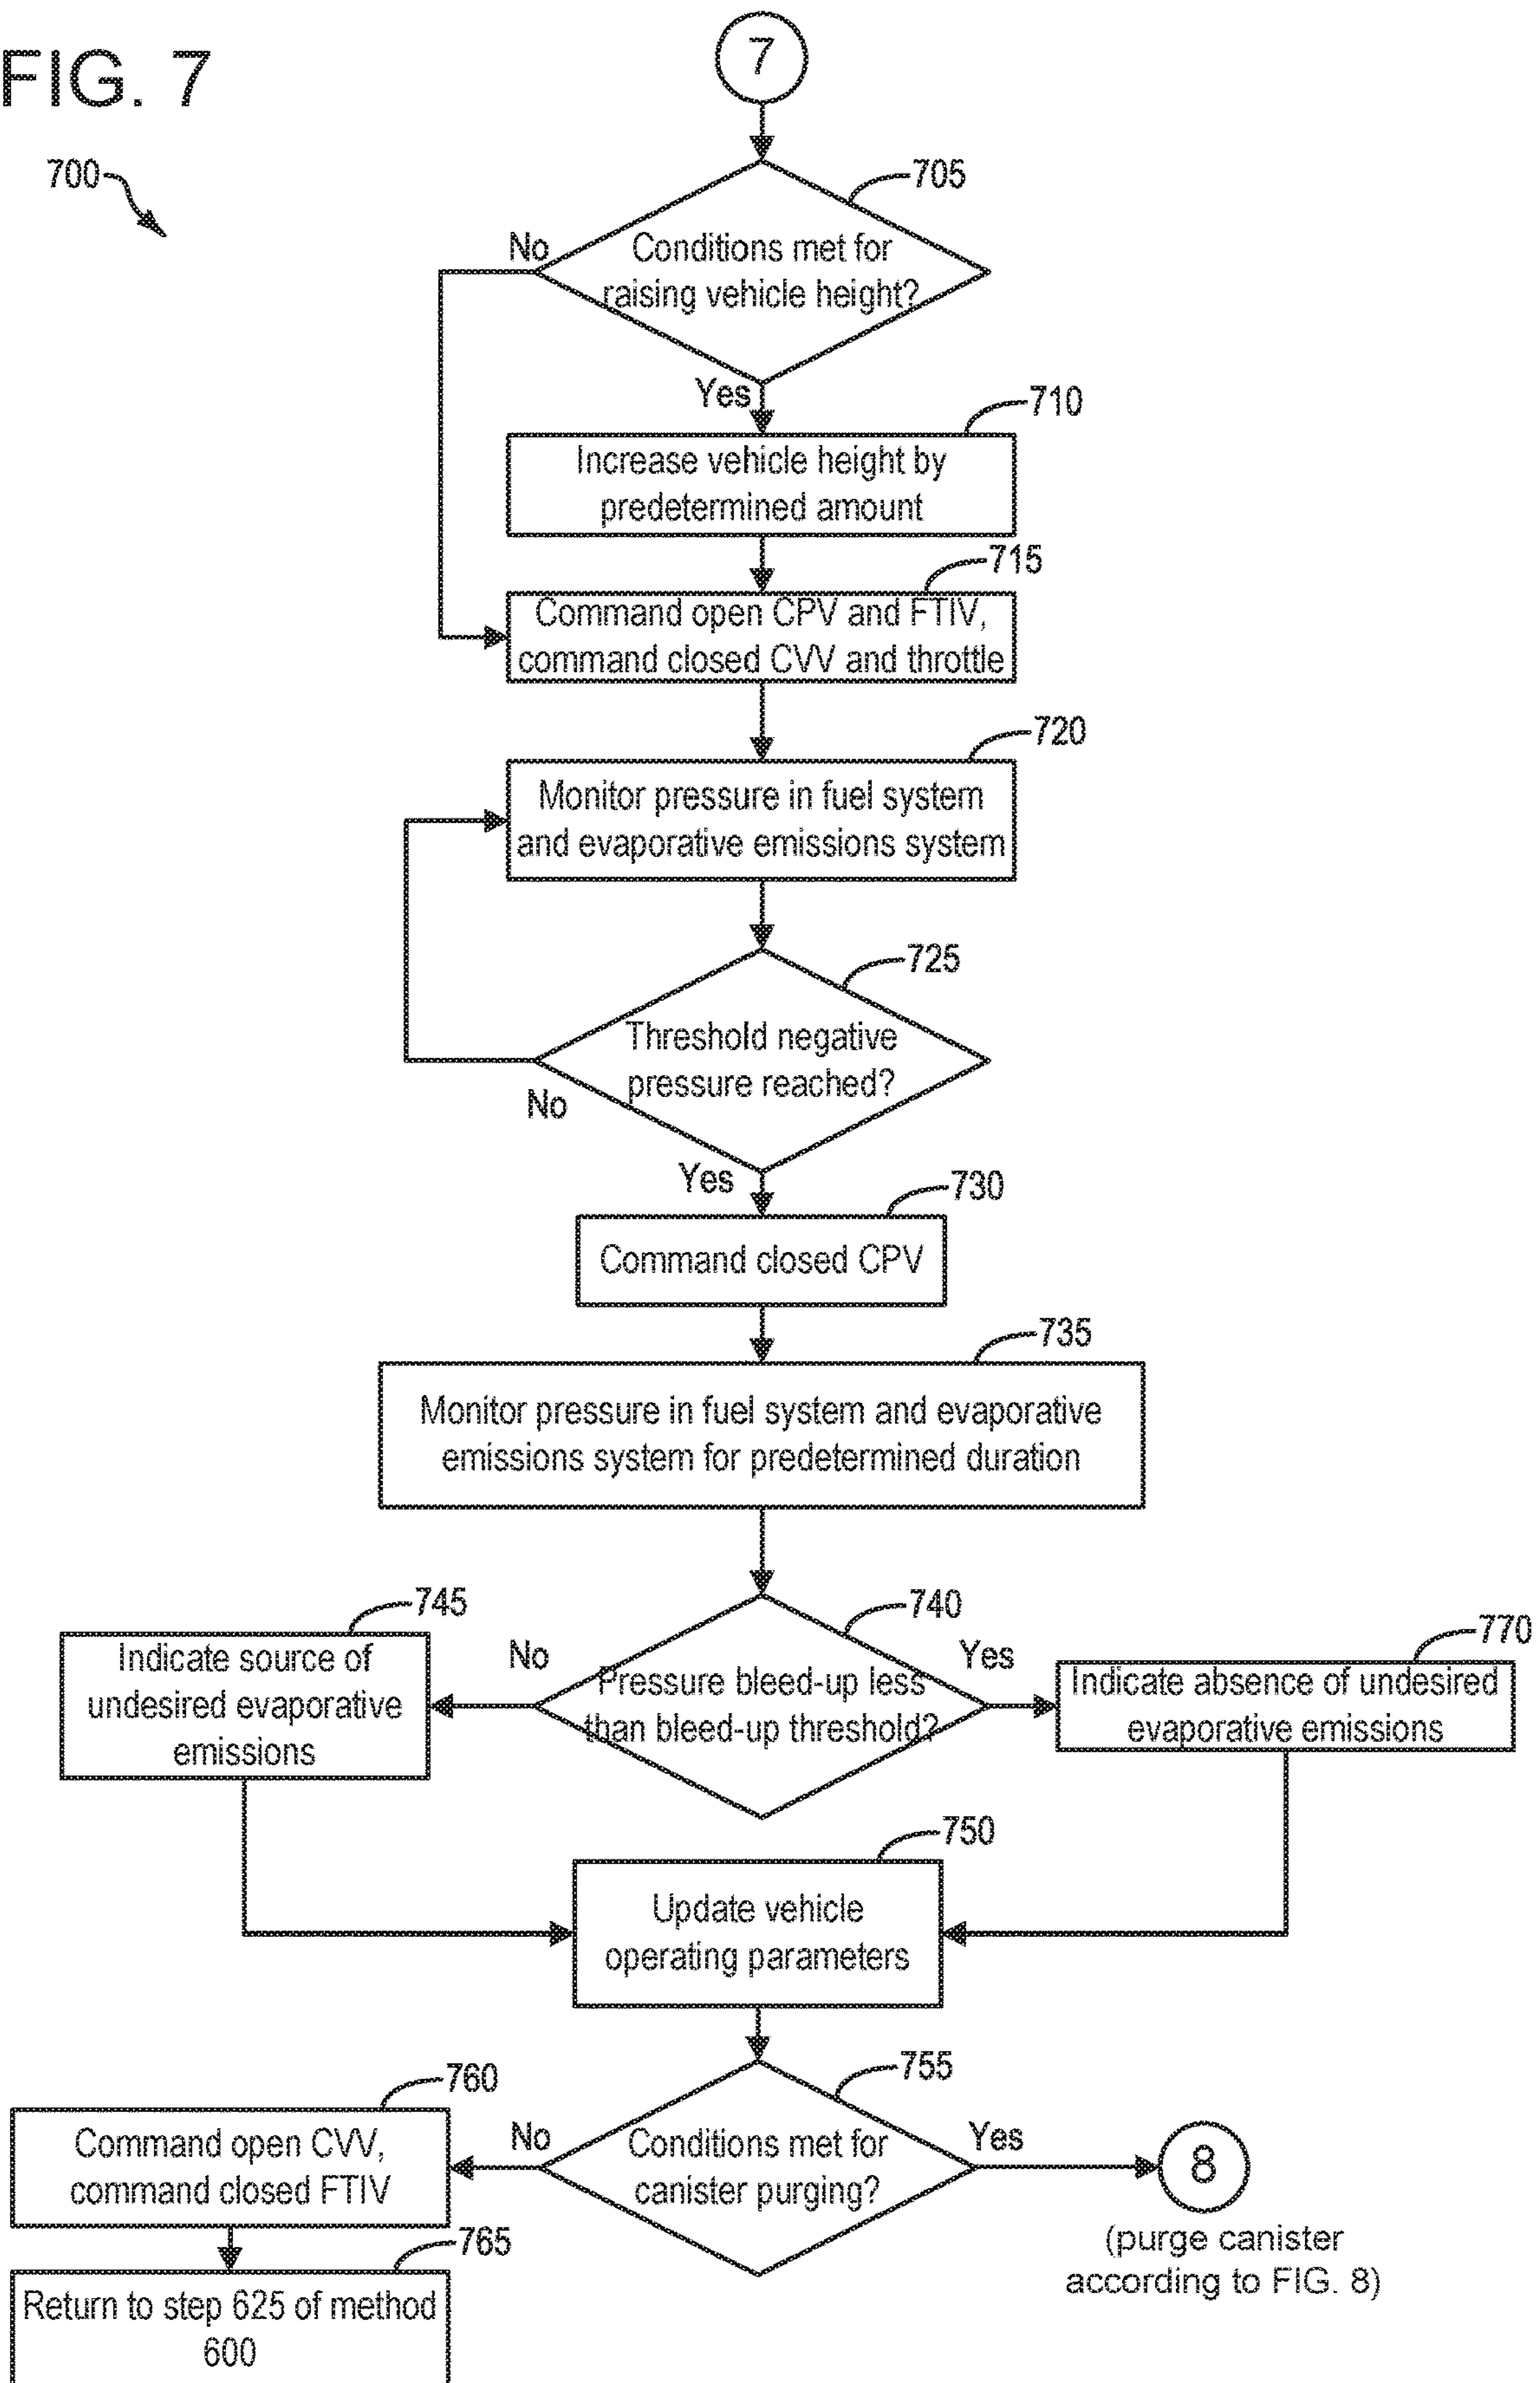 FIG. 7
7
700
705
No
Conditions met for
raising vehicle height?
Yes
710
Increase vehicle height by
predetermined amount
715
Command open CPV and FTIV,
command closed CVV and throttle
720
Monitor pressure in fuel system
and evaporative emissions system
725
Threshold negative
pressure reached?
No
Yes
730
Command closed CPV
735
Monitor pressure in fuel system and evaporative
emissions system for predetermined duration
740
745
No
Yes
770
Indicate source of
undesired evaporative
emissions
Pressure bleed-up less
than bleed-up threshold?
Indicate absence of undesired
evaporative emissions
750
Update vehicle
operating parameters
755
760
No
Yes
Command open CVV,
command closed FTIV
Conditions met for
canister purging?
8
(purge canister
according to FIG. 8)
765
Return to step 625 of method
600